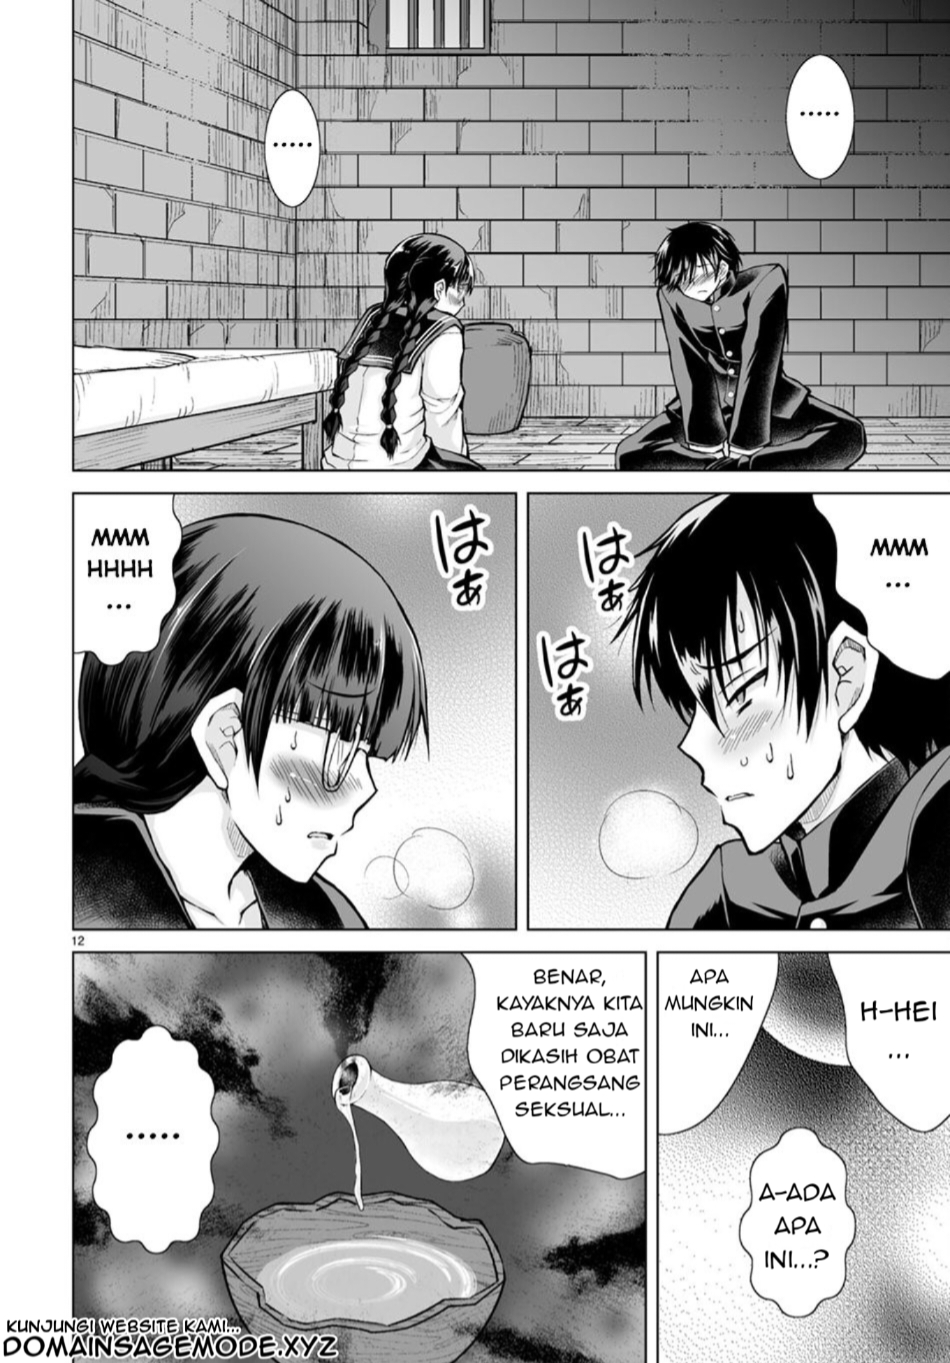 .....
.....
MMM
...
はぁ
はぁ
はぁ
MMM
HHHH
...
12
H-HEI
...
APA
MUNGKIN
INI...
A-ADA
APA
INI...?
BENAR,
KAYAKNYA KITA
BARU SAJA
DIKASIH OBAT
PERANGSANG
SEKSUAL...
.....
KUNJUNGI WEBSITE KAMI...
DOMAINSAGEMODE.XYZ